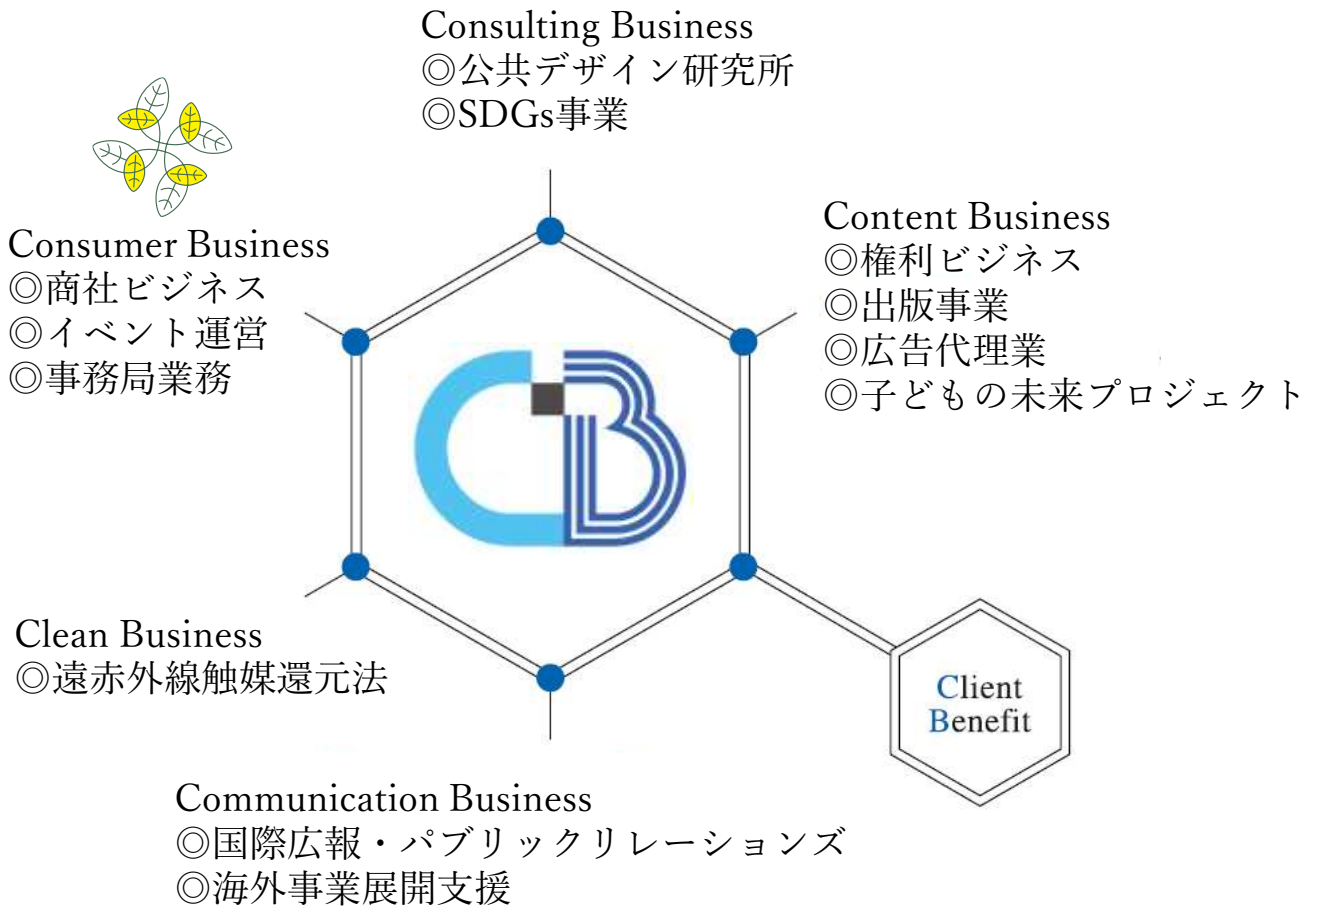 Consulting Business
◎公共デザイン研究所
◎SDGs事業
Consumer Business
◎商社ビジネス
◎イベント運営
◎事務局業務
Content Business
◎権利ビジネス
◎出版事業
◎広告代理業
◎子どもの未来プロジェクト
CB
Clean Business
◎遠赤外線触媒還元法
Client
Benefit
Communication Business
◎国際広報・パブリックリレーションズ
◎海外事業展開支援